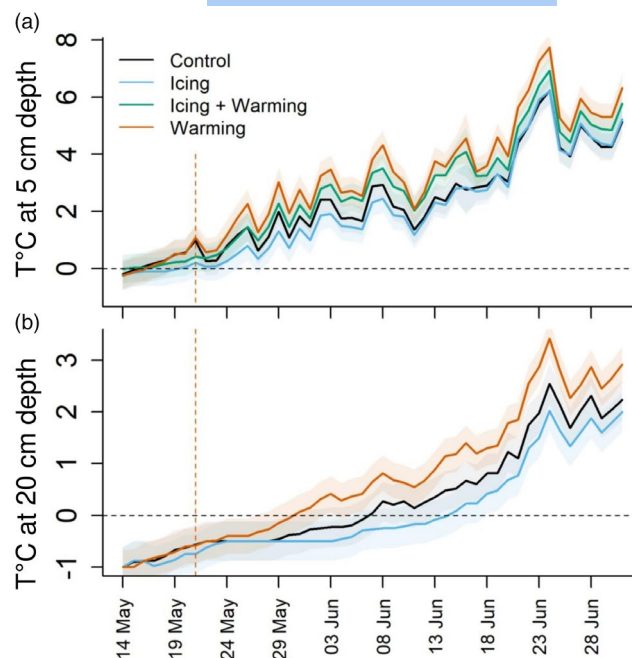 (a)
T°C at 5 cm depth
8
6
4
2
0
Control
Icing
Icing + Warming
Warming
(b)
T°C at 20 cm depth
3
2
1
0
-1
14 May
19 May
24 May
29 May
03 Jun
08 Jun
13 Jun
18 Jun
23 Jun
28 Jun